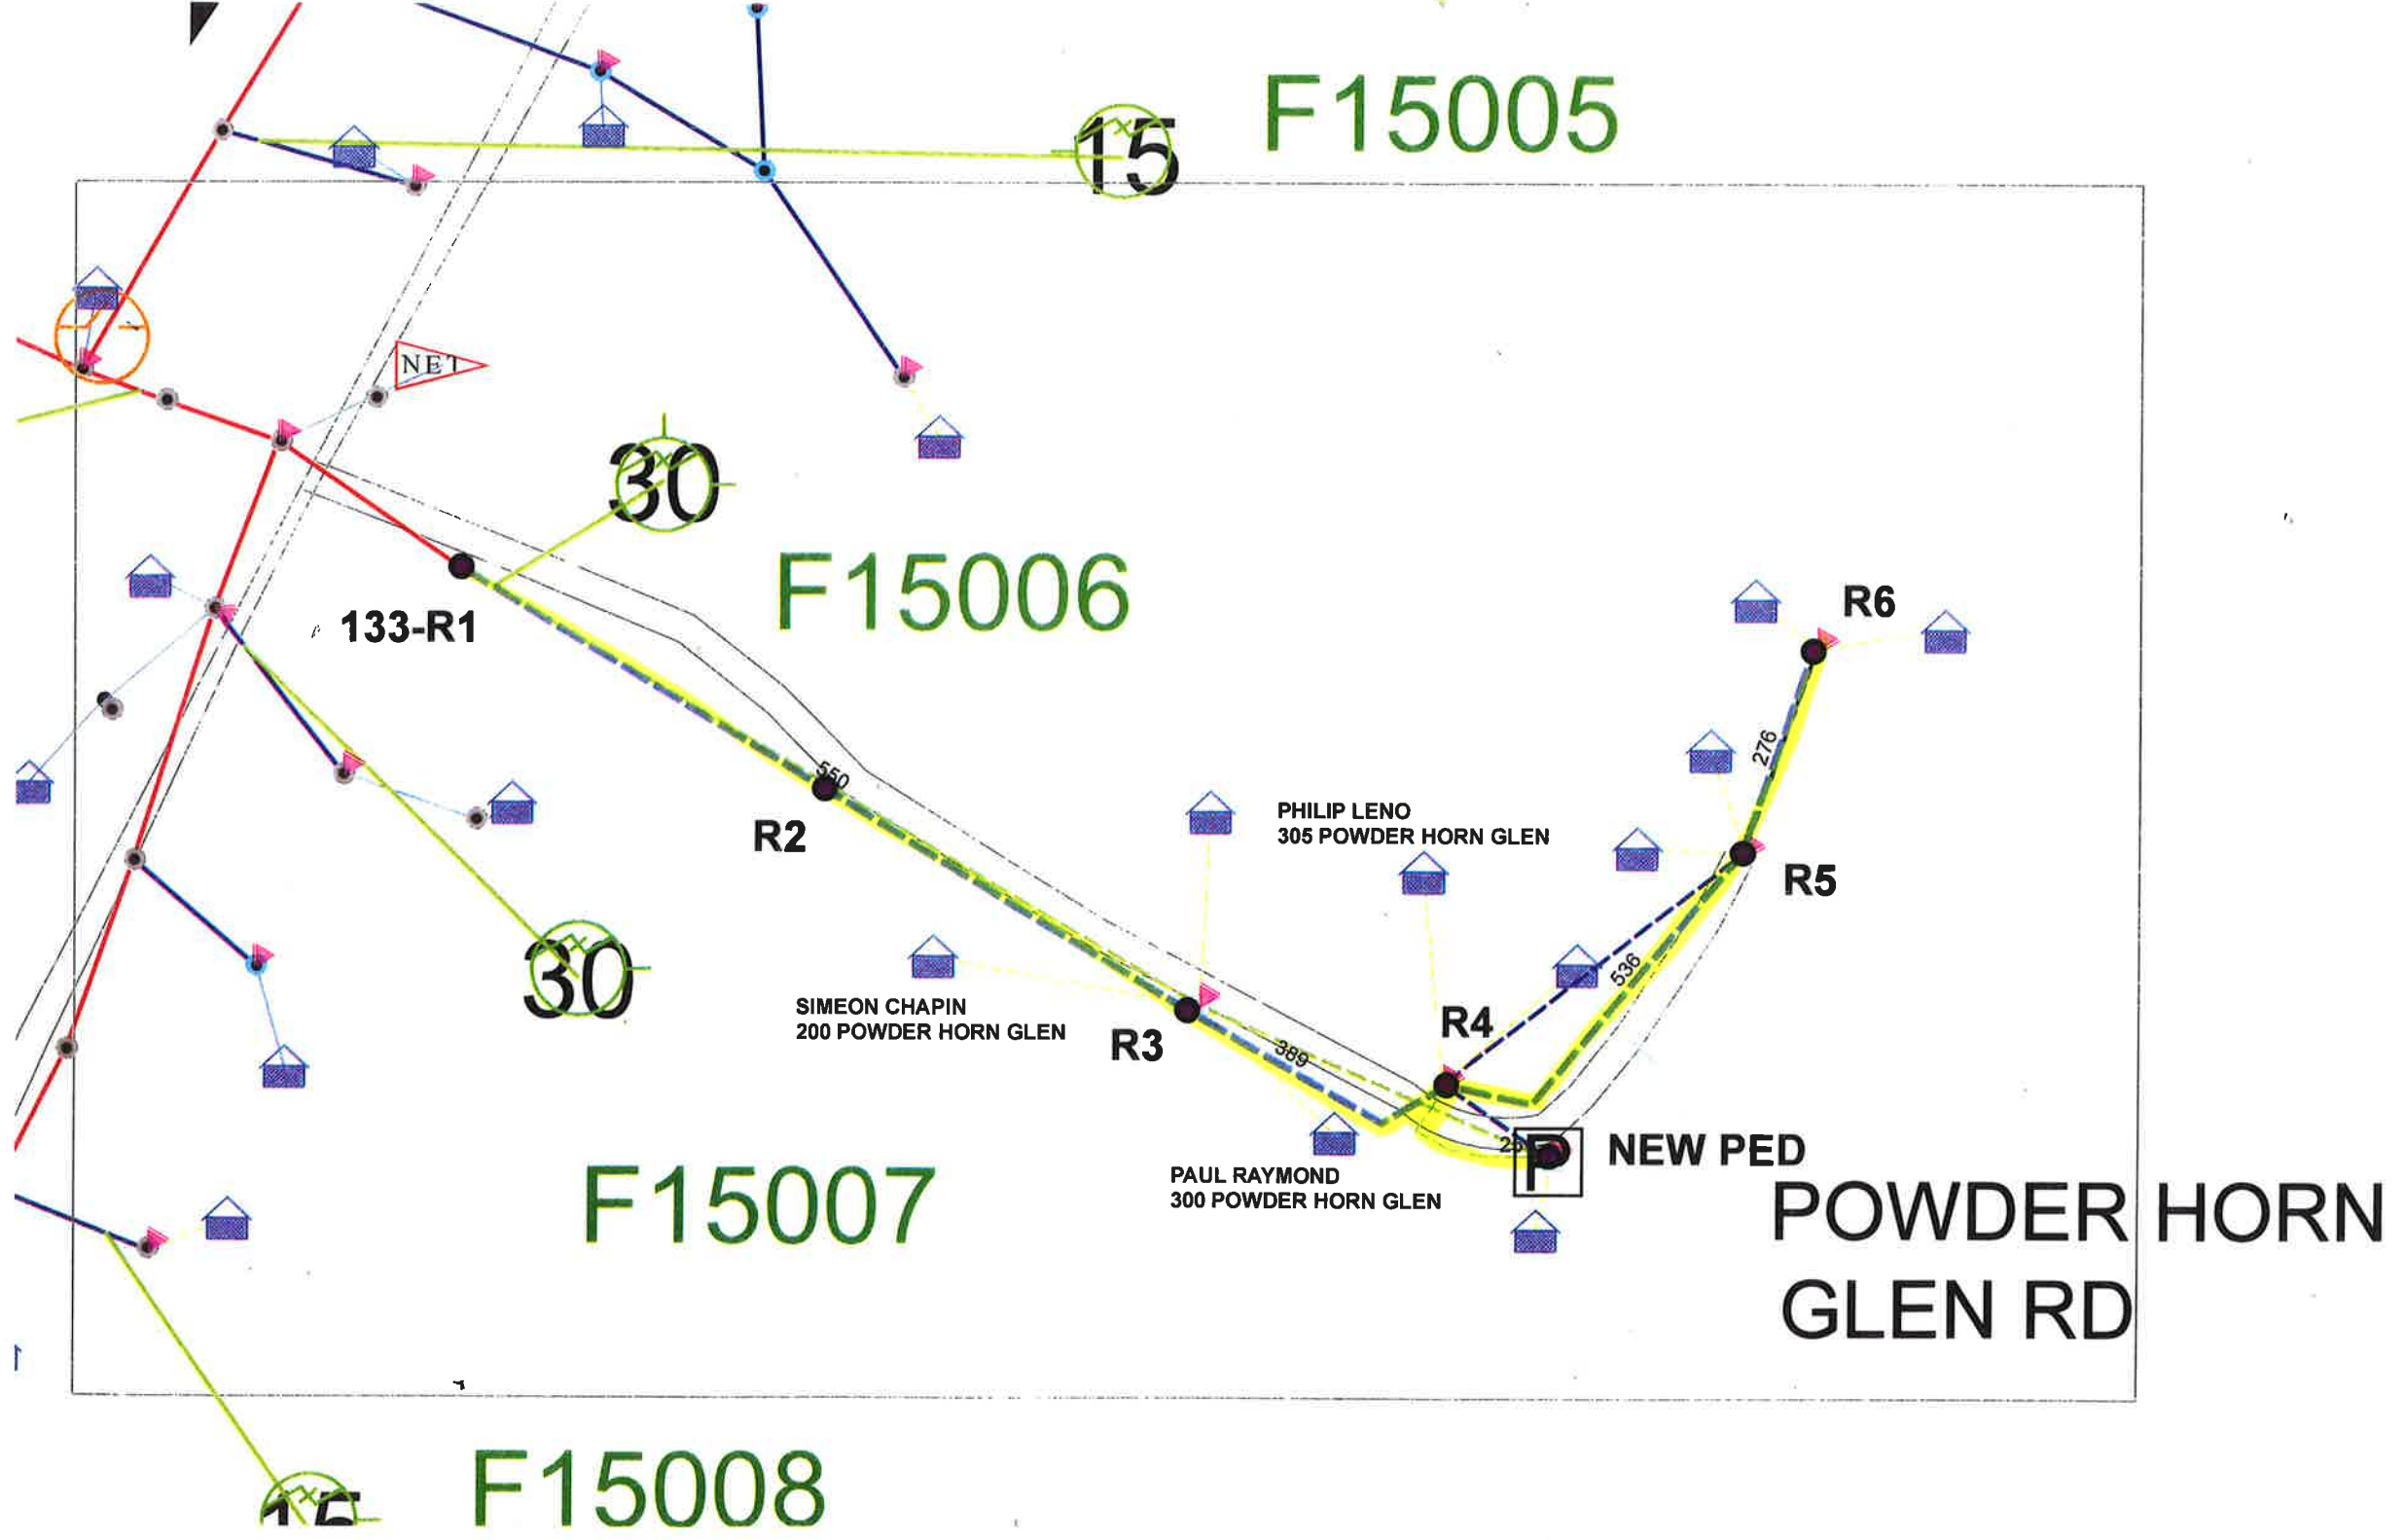 F15005
15
NET
30
F15006
133-R1
R6
276
550
R2
PHILIP LENO
305 POWDER HORN GLEN
R5
536
30
SIMEON CHAPIN
200 POWDER HORN GLEN
R3
R4
389
P
NEW PED
PAUL RAYMOND
300 POWDER HORN GLEN
F15007
POWDER HORN
GLEN RD
F15008
15